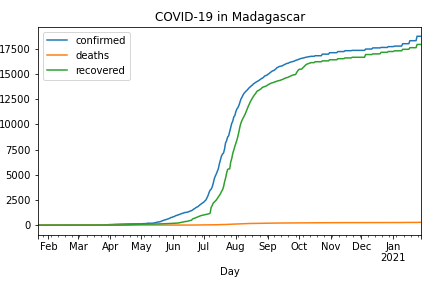 COVID-19 in Madagascar
confirmed
deaths
recovered
17500
15000
12500
10000
7500
5000
2500
0
Feb Mar Apr May Jun Jul Aug Sep Oct Nov Dec Jan
2021
Day